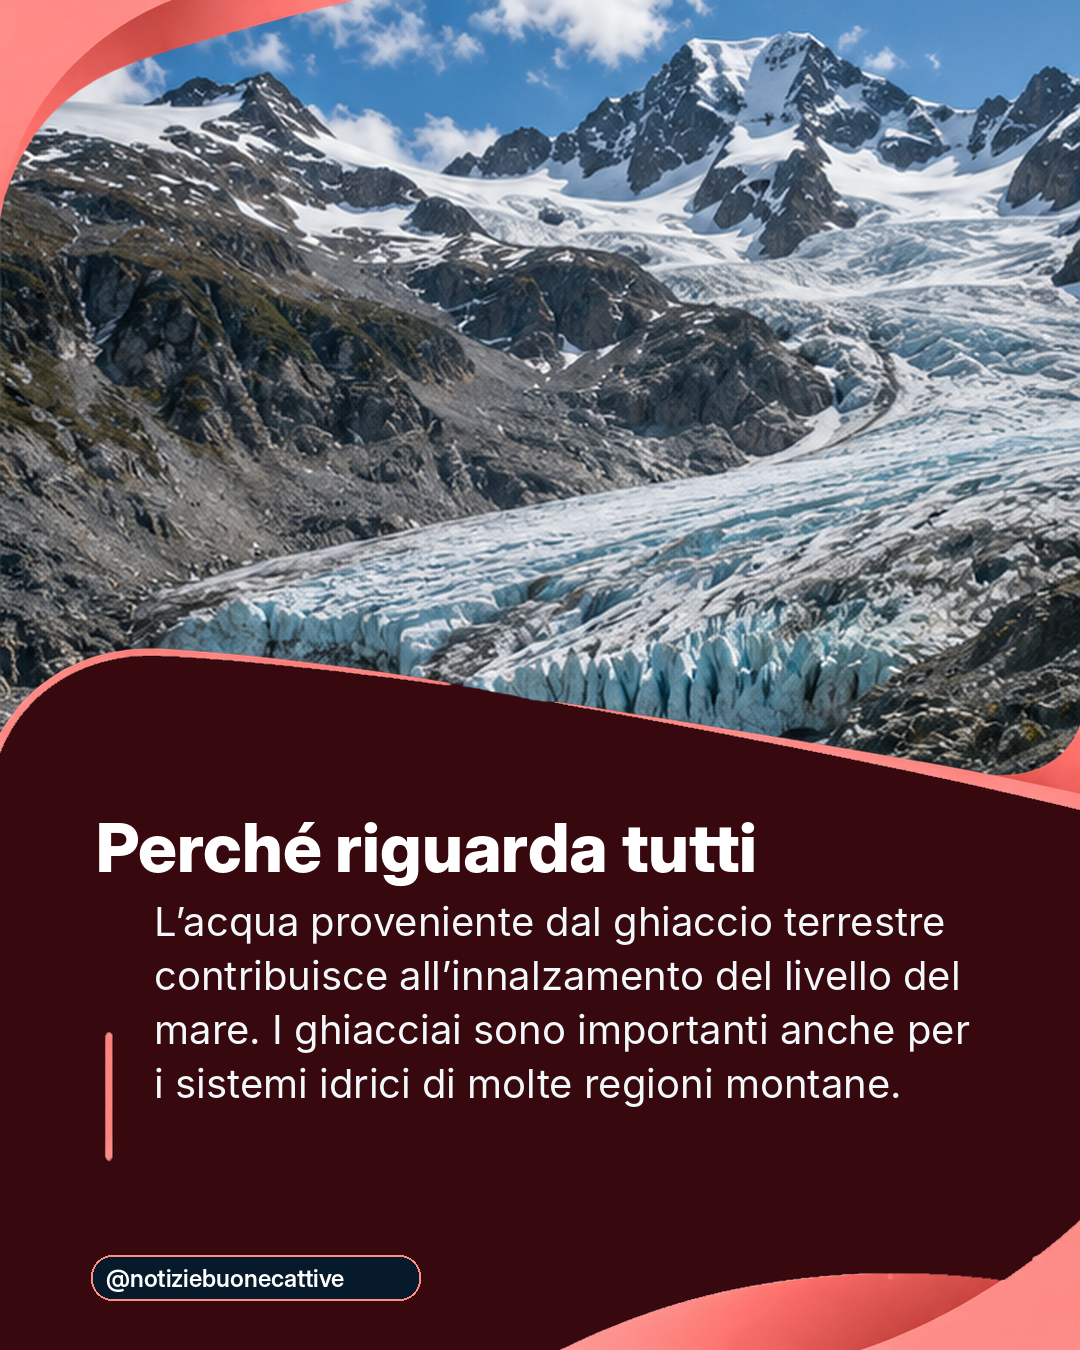 Perché riguarda tutti
L’acqua proveniente dal ghiaccio terrestre
contribuisce all’innalzamento del livello del
mare. I ghiacciai sono importanti anche per
i sistemi idrici di molte regioni montane.
@notiziebuonecattive